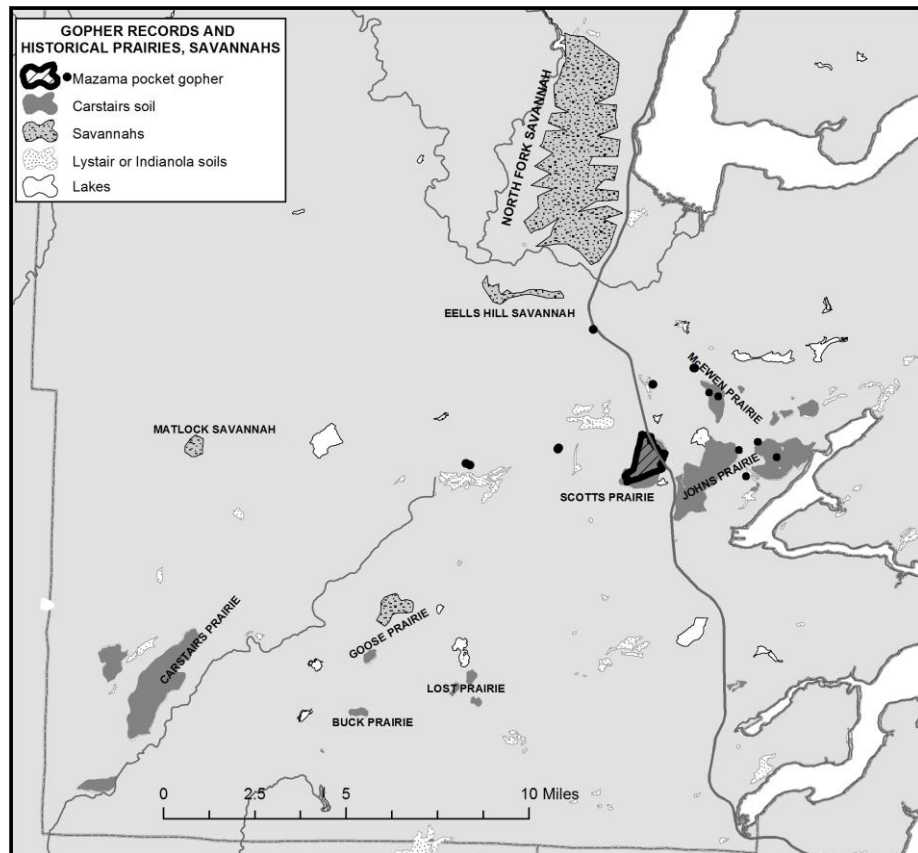 GOPHER RECORDS AND
HISTORICAL PRAIRIES, SAVANNAHS
Mazama pocket gopher
Carstairs soil
Savannahs
Lystair or Indianola soils
Lakes
NORTH FORK SAVANNAH
EELLS HILL SAVANNAH
McEWEN PRAIRIE
MATLOCK SAVANNAH
JOHNS PRAIRIE
SCOTTS PRAIRIE
CARSTAIRS PRAIRIE
GOOSE PRAIRIE
LOST PRAIRIE
BUCK PRAIRIE
0 2.5 5 10 Miles